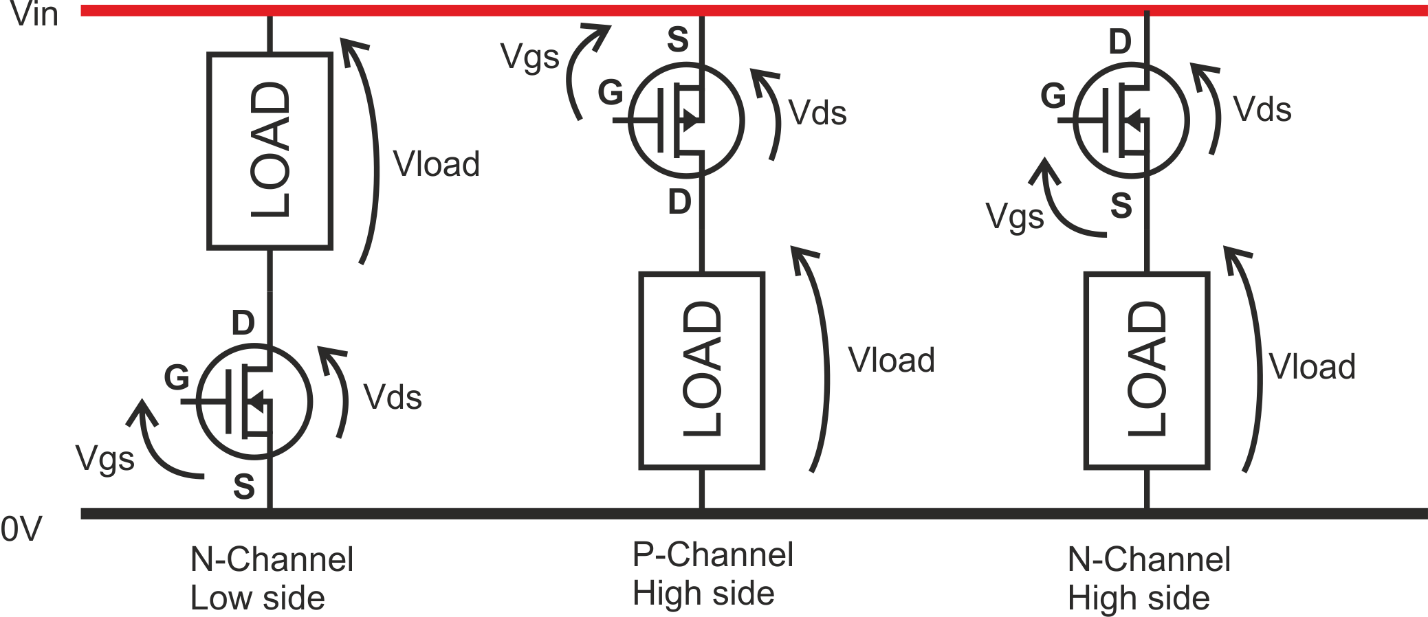 Vin
LOAD
Vload
D
G
Vds
Vgs
S
0V
N-Channel
Low side
Vgs
S
G
Vds
D
LOAD
Vload
P-Channel
High side
D
G
Vds
Vgs
S
LOAD
Vload
N-Channel
High side